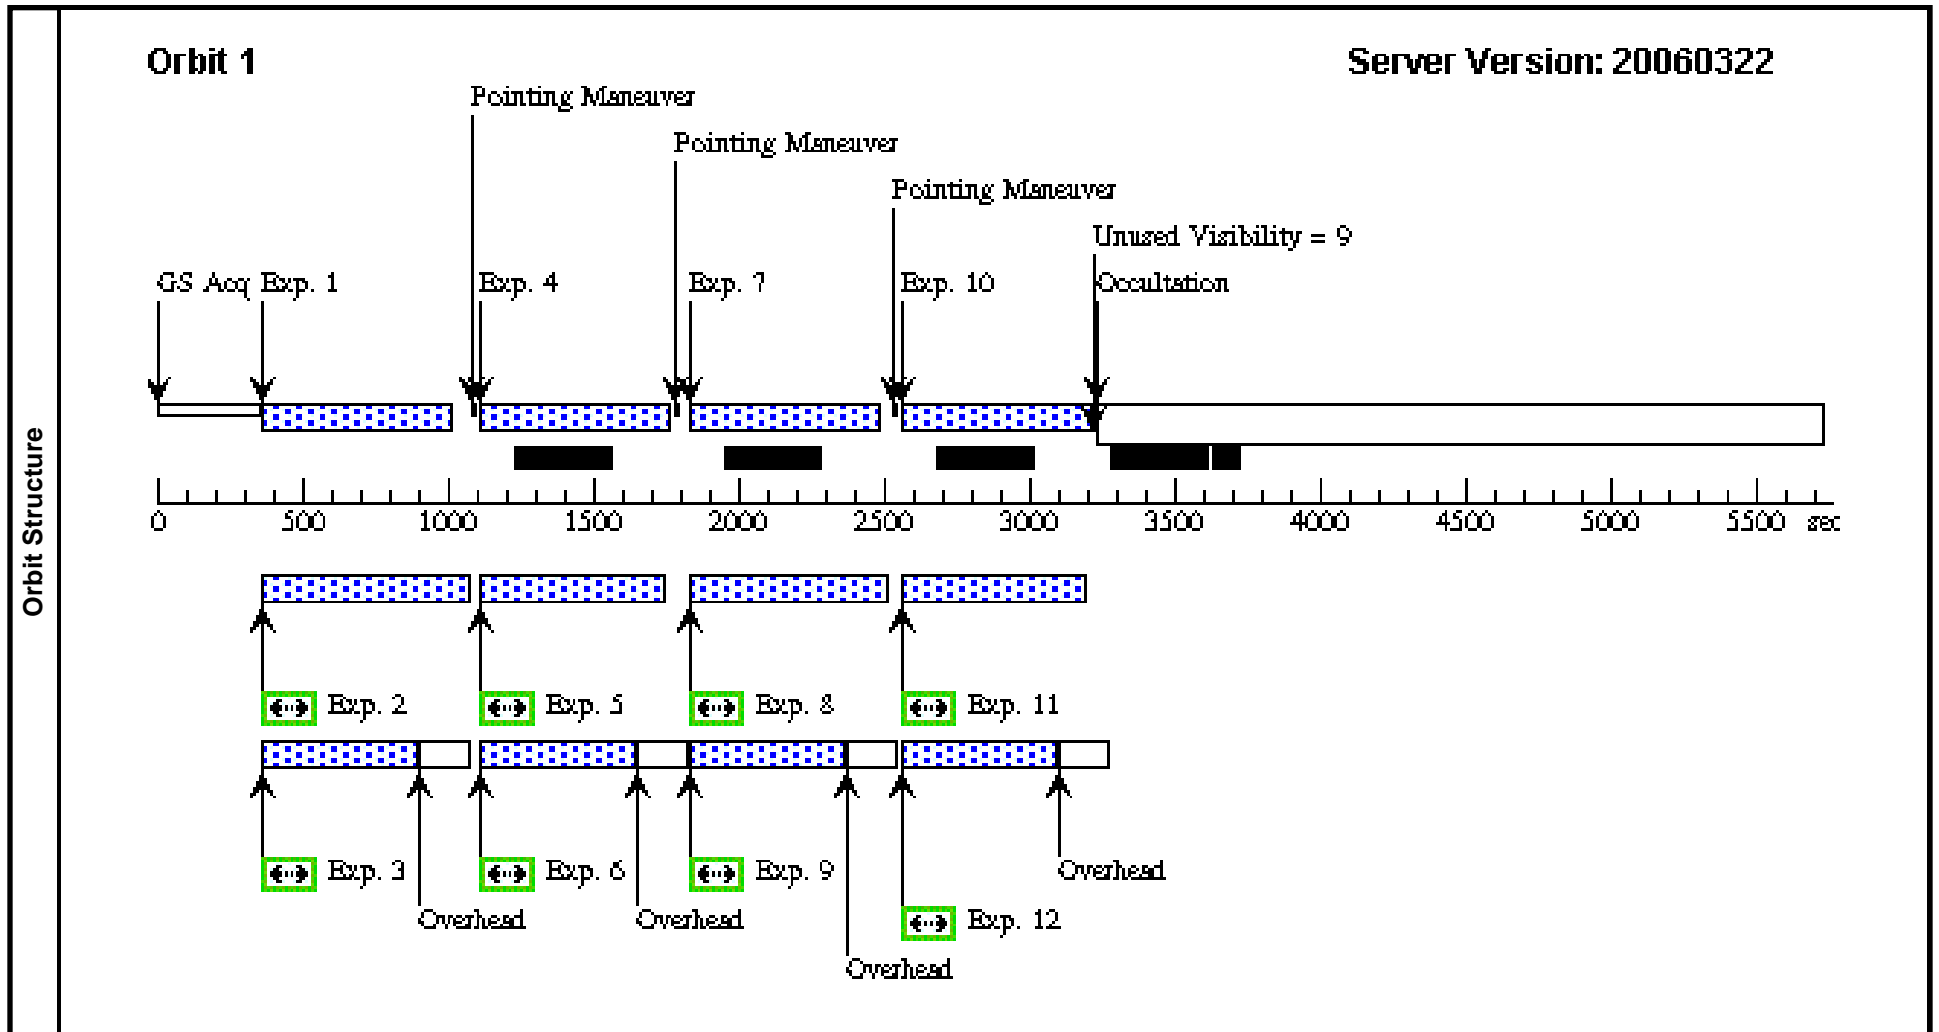 Orbit Structure
Orbit 1
Server Version: 20060322
Pointing Maneuver
Pointing Maneuver
Pointing Maneuver
Unused Visibility = 9
GS Acq Exp. 1 Exp. 4 Exp. 7 Exp. 10 Occultation
0 500 1000 1500 2000 2500 3000 3500 4000 4500 5000 5500 sec
Exp. 2 Exp. 5 Exp. 8 Exp. 11
Exp. 3 Exp. 6 Exp. 9 Overhead
Overhead Overhead Exp. 12
Overhead